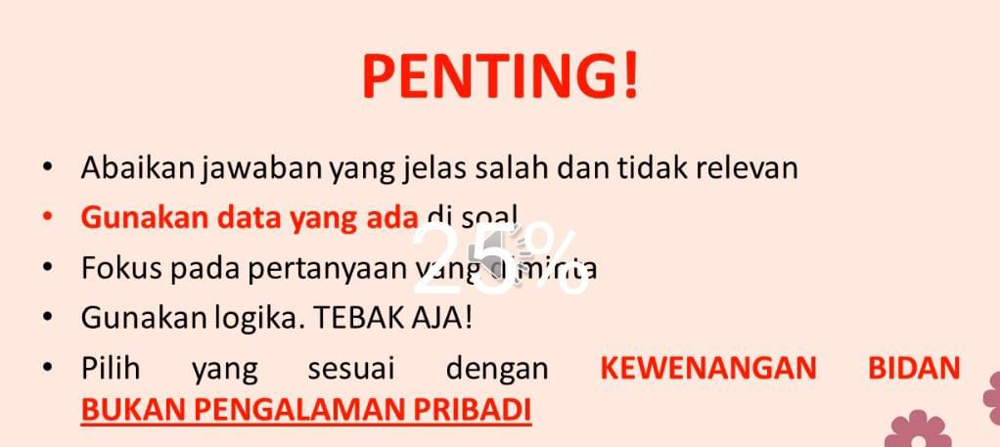 PENTING!
• Abaikan jawaban yang jelas salah dan tidak relevan
• Gunakan data yang ada di soal
• Fokus pada pertanyaan yang diminta
25%
• Gunakan logika. TEBAK AJA!
• Pilih yang sesuai dengan KEWENANGAN BIDAN
BUKAN PENGALAMAN PRIBADI